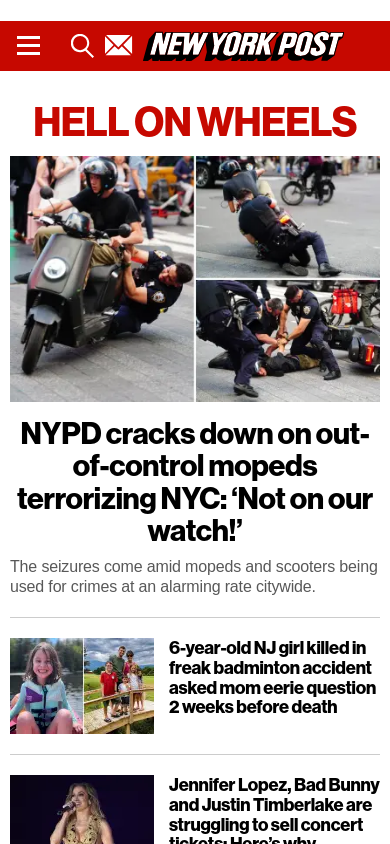 NEW YORK POST
HELL ON WHEELS
NYPD cracks down on out-
of-control mopeds
terrorizing NYC: ‘Not on our
watch!’
The seizures come amid mopeds and scooters being
used for crimes at an alarming rate citywide.
6-year-old NJ girl killed in
freak badminton accident
asked mom eerie question
2 weeks before death
Jennifer Lopez, Bad Bunny
and Justin Timberlake are
struggling to sell concert
tickets: Here’s why